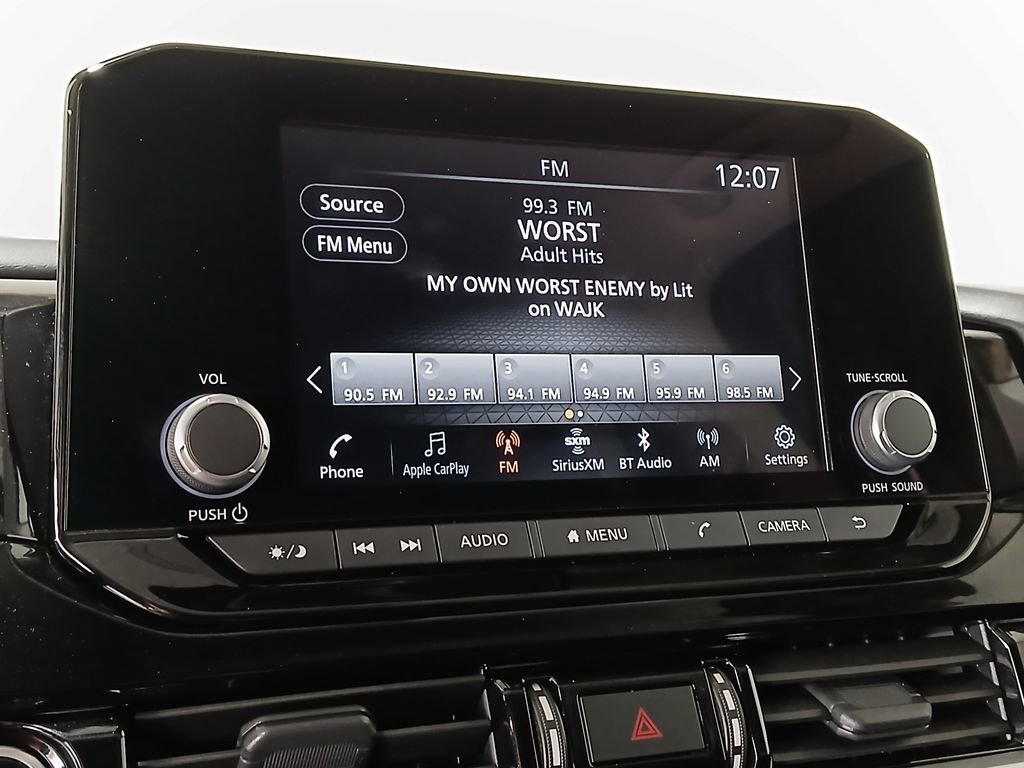 FM
12:07
Source
99.3 FM
WORST
FM Menu
Adult Hits
MY OWN WORST ENEMY by Lit
on WAJK
1 2 3 4 5 6
90.5 FM 92.9 FM 94.1 FM 94.9 FM 95.9 FM 98.5 FM
VOL
TUNE·SCROLL
sxm
Phone Apple CarPlay FM SiriusXM BT Audio AM Settings
PUSH
PUSH SOUND
AUDIO MENU CAMERA